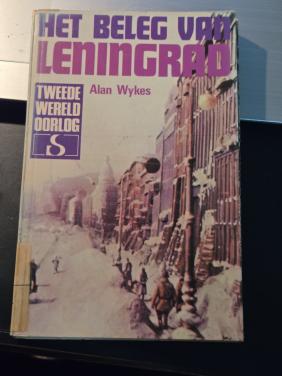 HET BELEG VAN
LENINGRAD
TWEEDE
WERELD
OORLOG
S
Alan Wykes